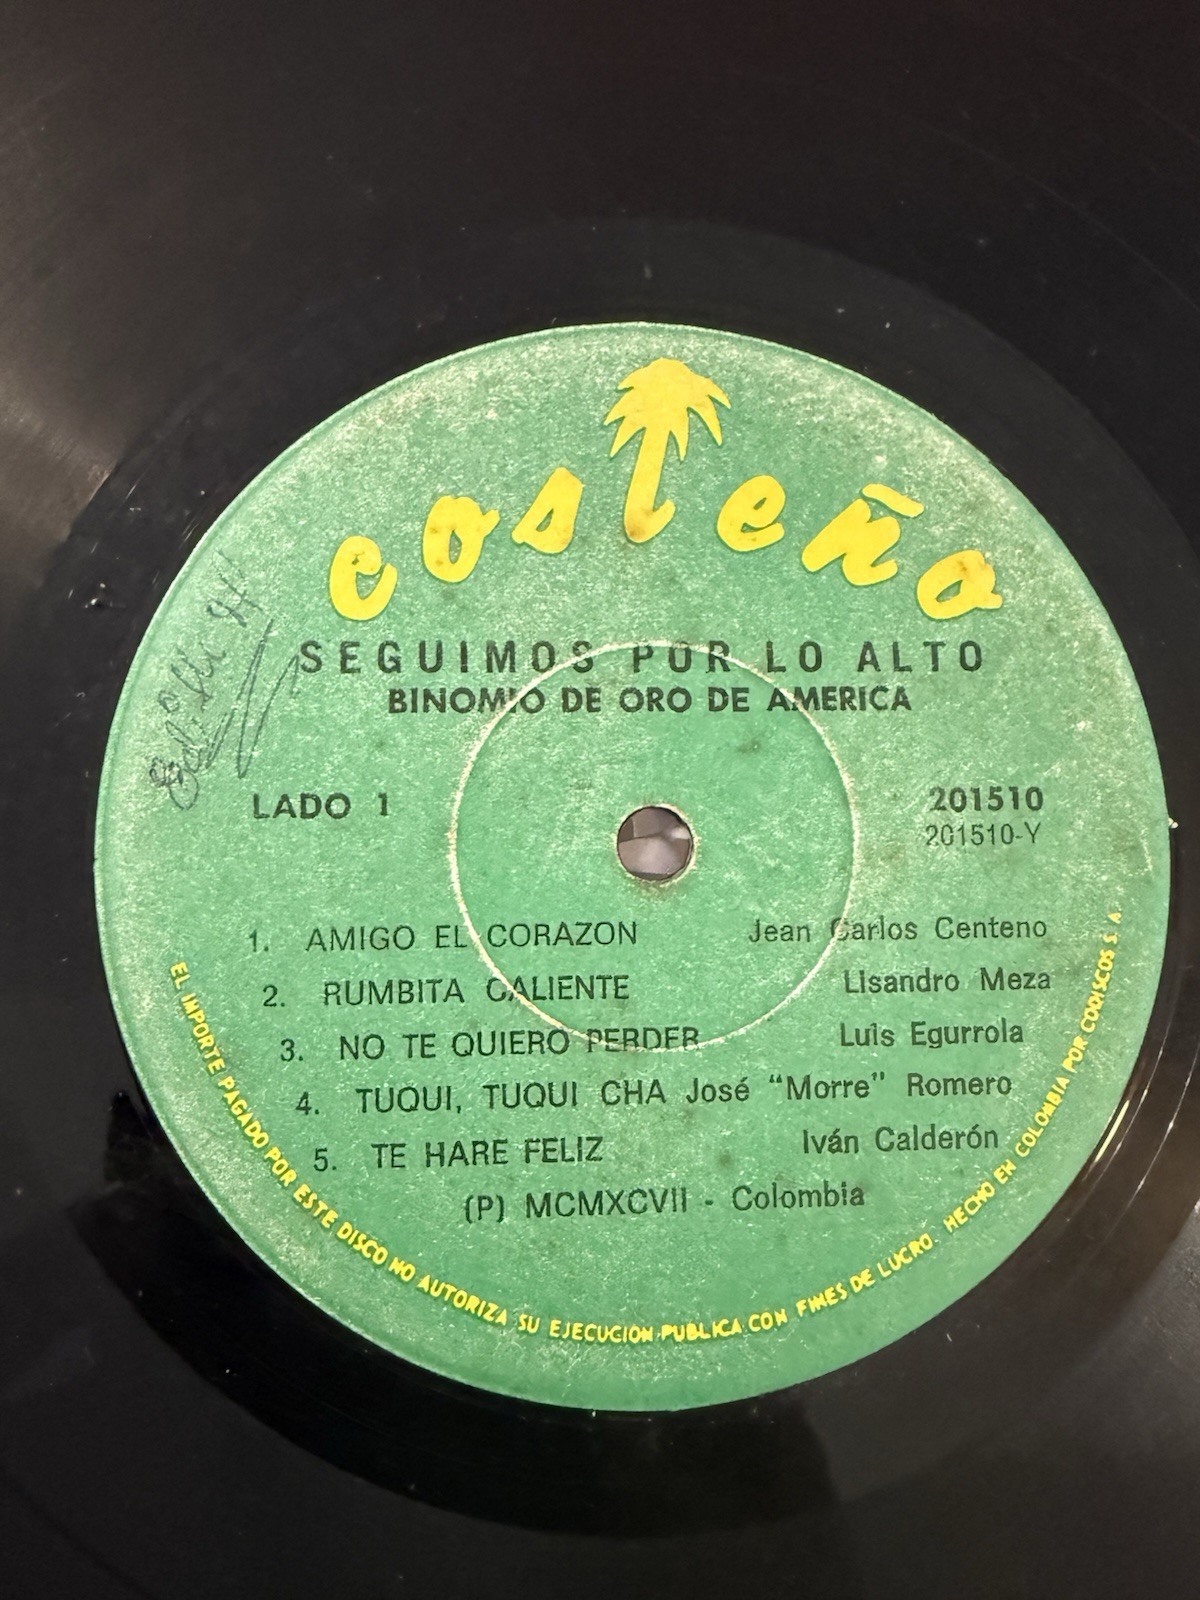 costeño
SEGUIMOS POR LO ALTO
BINOMIO DE ORO DE AMERICA
LADO 1
201510
201510-Y
1. AMIGO EL CORAZON Jean Carlos Centeno
2. RUMBITA CALIENTE Lisandro Meza
3. NO TE QUIERO PERDER Luis Egurrola
4. TUQUI, TUQUI CHA José "Morre" Romero
5. TE HARE FELIZ Iván Calderón
(P) MCMXCVII - Colombia
EL IMPORTE PAGADO POR ESTE DISCO NO AUTORIZA SU EJECUCION PUBLICA CON FINES DE LUCRO. HECHO EN COLOMBIA POR CODISCOS S. A.